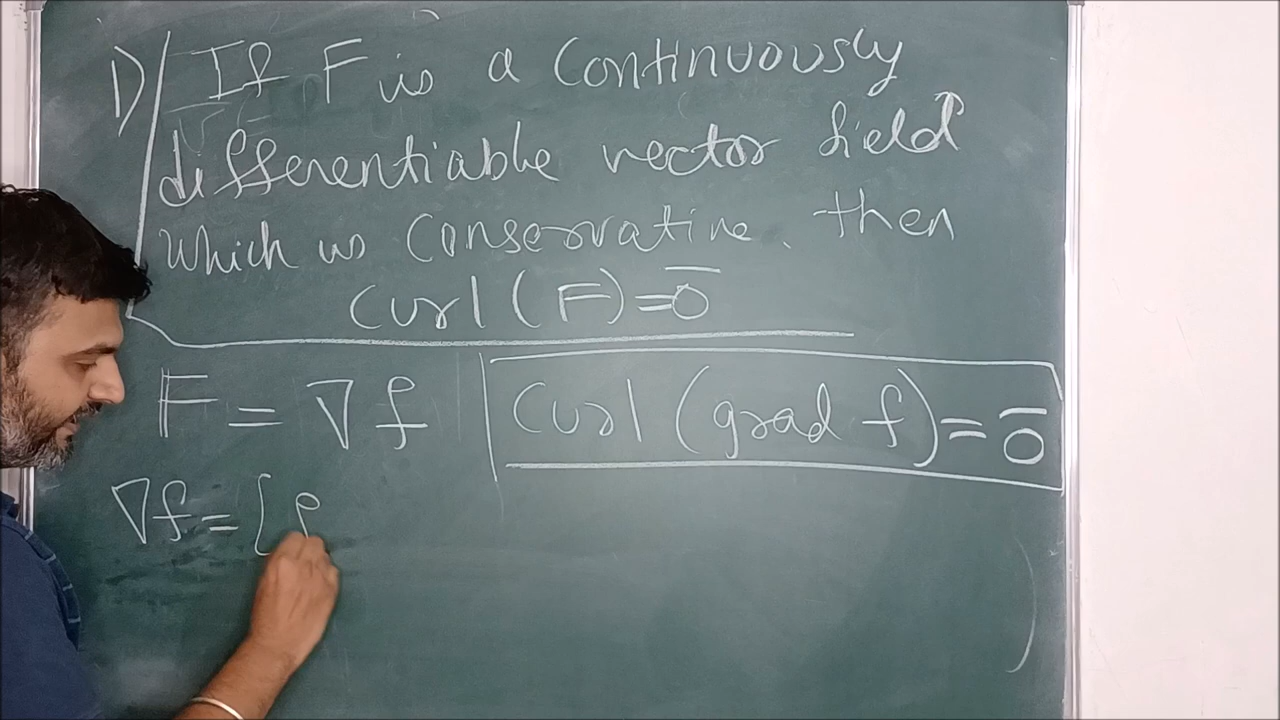 1) If F is a continuously
differentiable vector field
which is conservative, then
Curl (F) = 0̅
F = ∇f
Curl (grad f) = 0̅
∇f = [